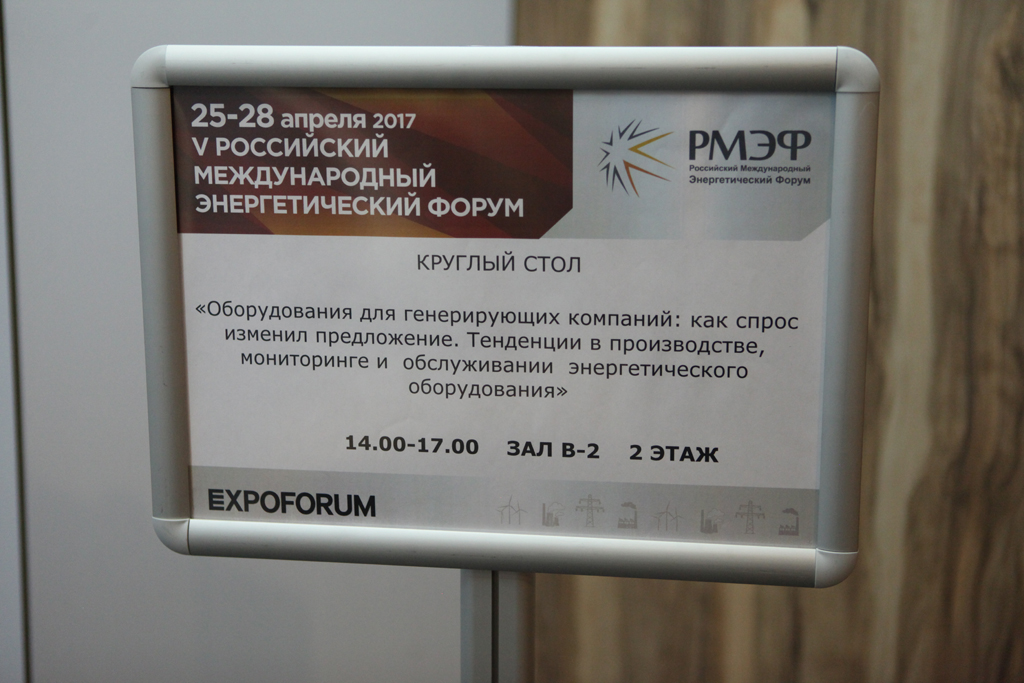 25-28 апреля 2017
V РОССИЙСКИЙ
МЕЖДУНАРОДНЫЙ
ЭНЕРГЕТИЧЕСКИЙ ФОРУМ
РМЭФ
Российский Международный
Энергетический Форум
КРУГЛЫЙ СТОЛ
«Оборудования для генерирующих компаний: как спрос
изменил предложение. Тенденции в производстве,
мониторинге и обслуживании энергетического
оборудования»
14.00-17.00 ЗАЛ В-2 2 ЭТАЖ
EXPOFORUM